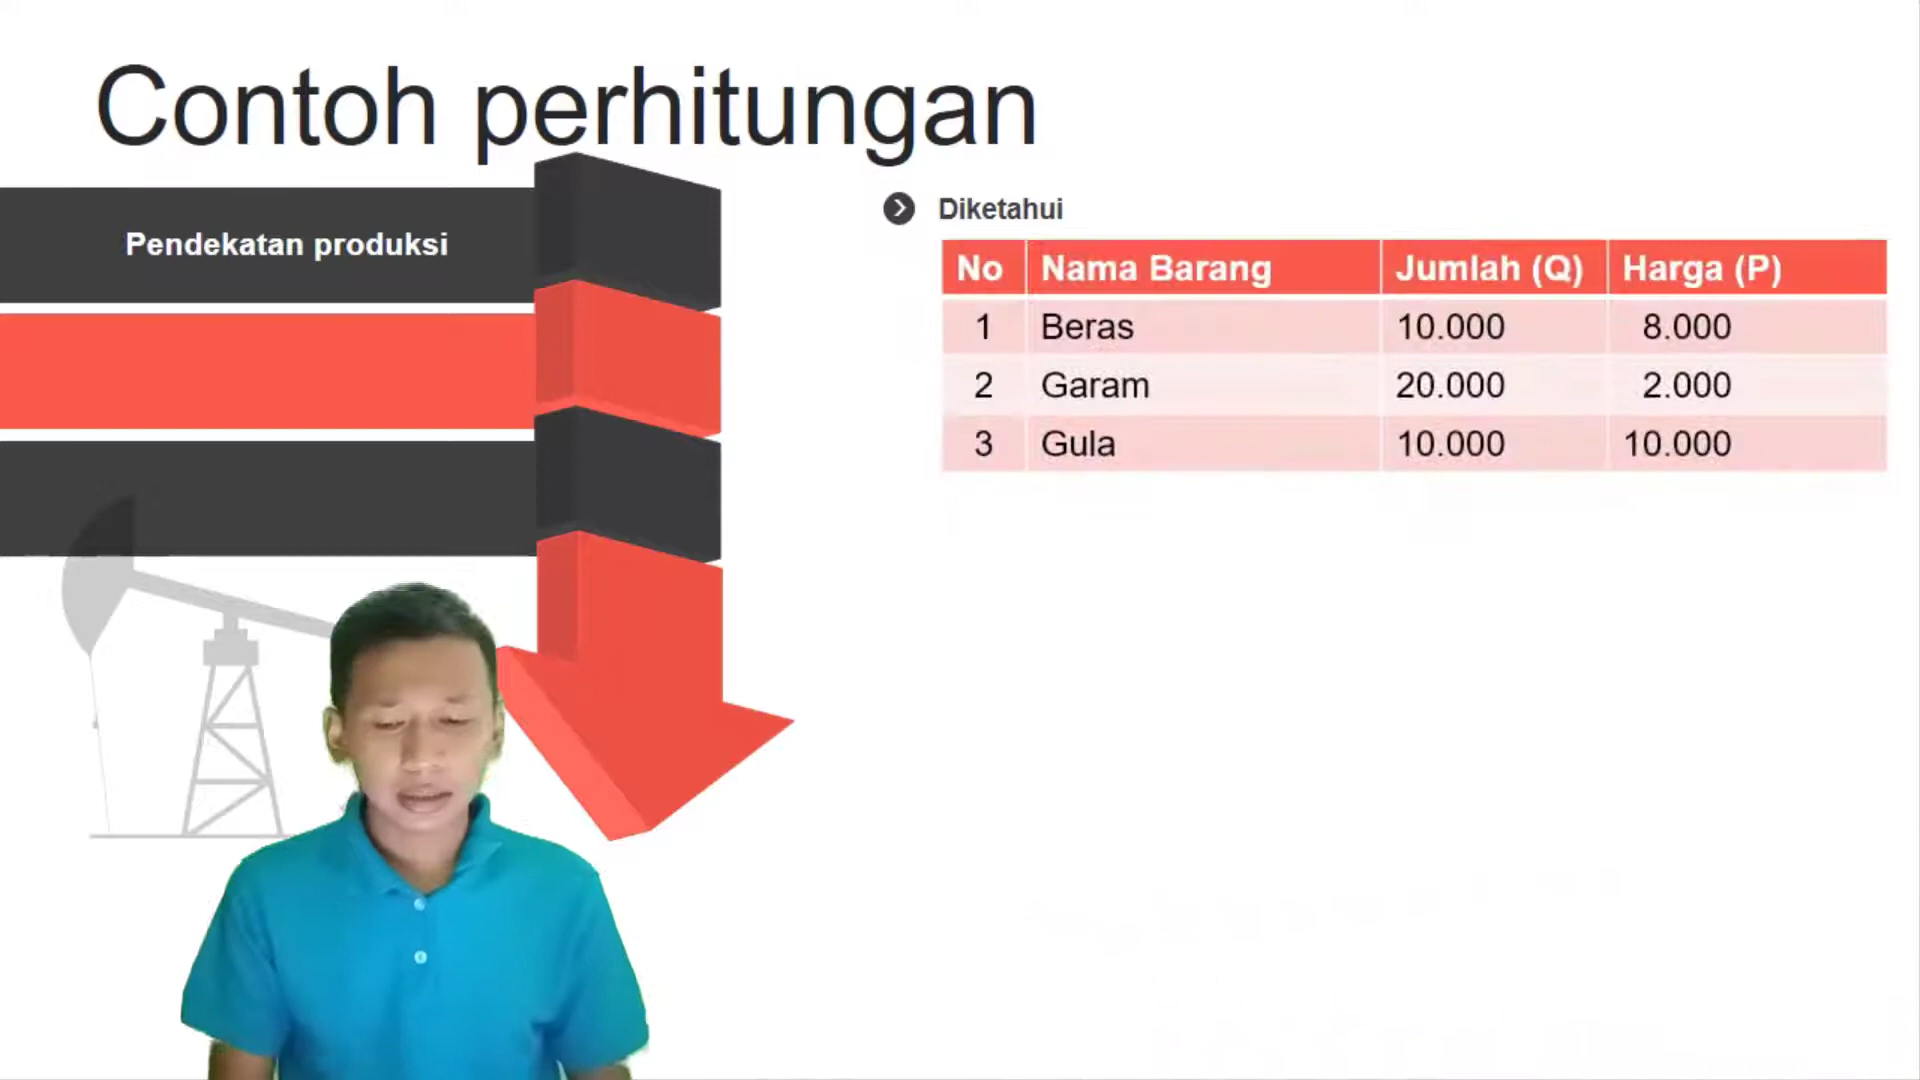 Contoh perhitungan
Pendekatan produksi
Diketahui
No Nama Barang Jumlah (Q) Harga (P)
1 Beras 10.000 8.000
2 Garam 20.000 2.000
3 Gula 10.000 10.000